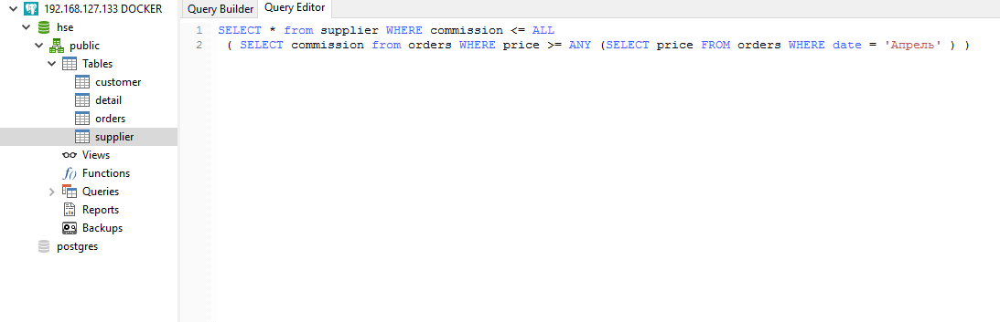 192.168.127.133 DOCKER
hse
public
Tables
customer
detail
orders
supplier
Views
f() Functions
Queries
Reports
Backups
postgres
Query Builder Query Editor
1 SELECT * from supplier WHERE commission <= ALL
2 ( SELECT commission from orders WHERE price >= ANY (SELECT price FROM orders WHERE date = 'Апрель' ) )